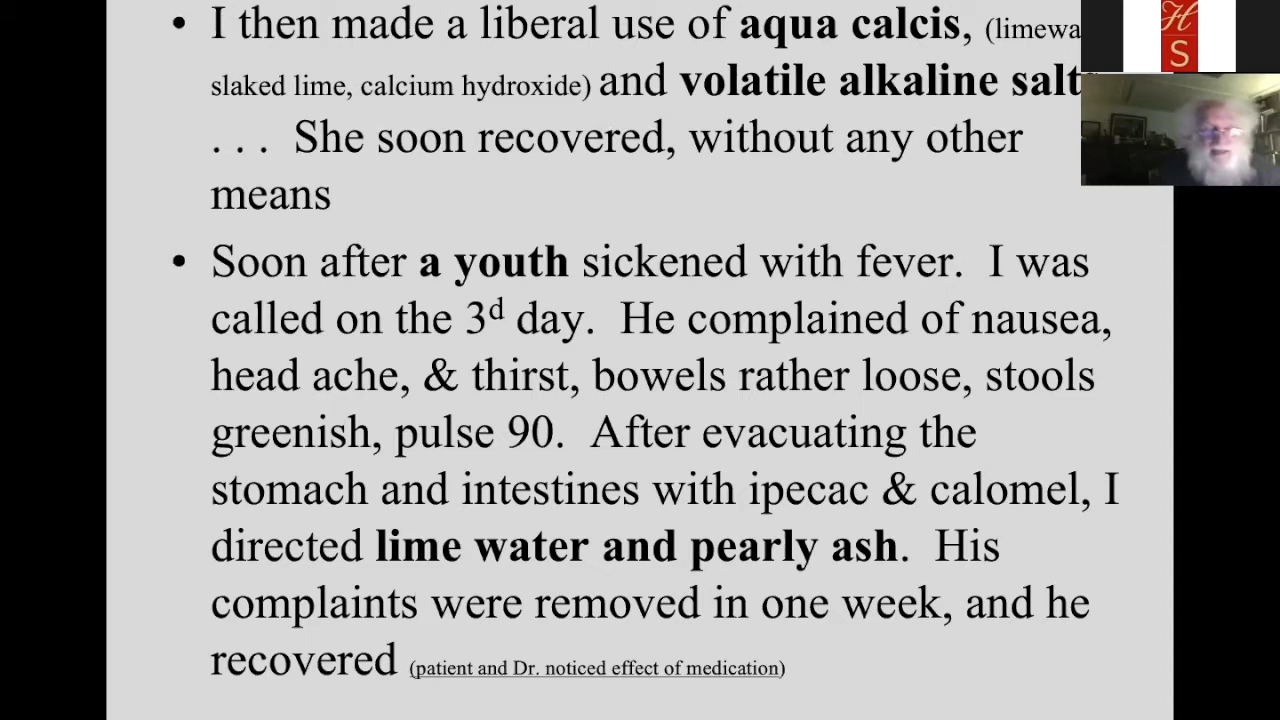 • I then made a liberal use of aqua calcis, (limewa
slaked lime, calcium hydroxide) and volatile alkaline salts
. . . She soon recovered, without any other
means
• Soon after a youth sickened with fever. I was
called on the 3d day. He complained of nausea,
head ache, & thirst, bowels rather loose, stools
greenish, pulse 90. After evacuating the
stomach and intestines with ipecac & calomel, I
directed lime water and pearly ash. His
complaints were removed in one week, and he
recovered (patient and Dr. noticed effect of medication)
H
S